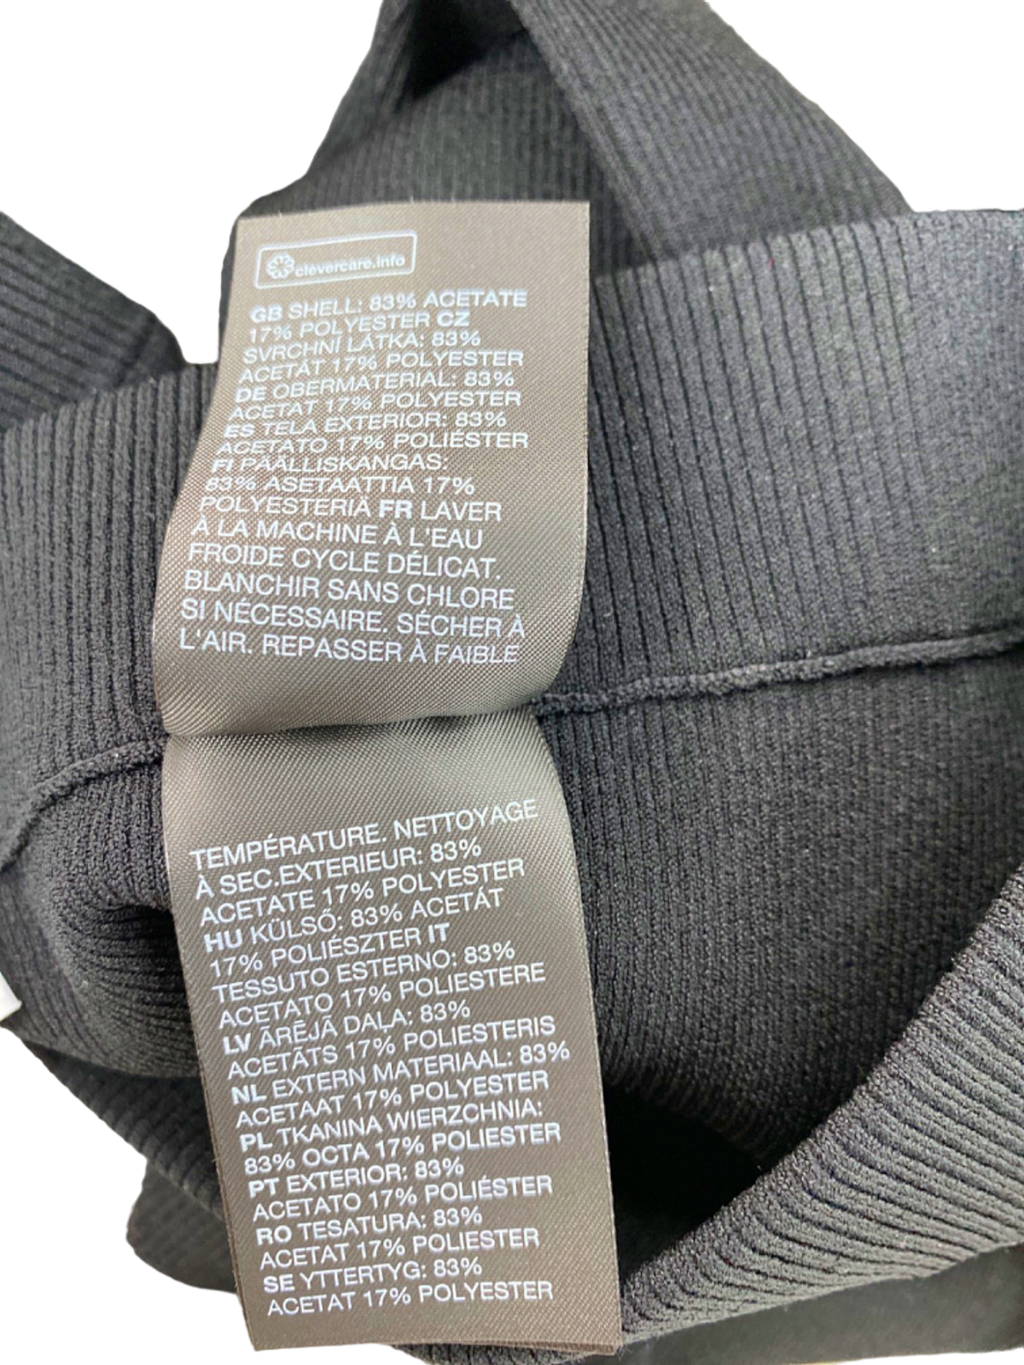 clevercare.info
GB SHELL: 83% ACETATE
17% POLYESTER CZ
SVRCHNÍ LÁTKA: 83%
ACETÁT 17% POLYESTER
DE OBERMATERIAL: 83%
ACETAT 17% POLYESTER
ES TELA EXTERIOR: 83%
ACETATO 17% POLIÉSTER
FI PÄÄLLISKANGAS:
83% ASETAATTIA 17%
POLYESTERIÄ FR LAVER
À LA MACHINE À L'EAU
FROIDE CYCLE DÉLICAT.
BLANCHIR SANS CHLORE
SI NÉCESSAIRE. SÉCHER À
L'AIR. REPASSER À FAIBLE
TEMPÉRATURE. NETTOYAGE
À SEC.EXTERIEUR: 83%
ACETATE 17% POLYESTER
HU KÜLSŐ: 83% ACETÁT
17% POLIÉSZTER IT
TESSUTO ESTERNO: 83%
ACETATO 17% POLIESTERE
LV ĀRĒJĀ DAĻA: 83%
ACETĀTS 17% POLIESTERIS
NL EXTERN MATERIAAL: 83%
ACETAAT 17% POLYESTER
PL TKANINA WIERZCHNIA:
83% OCTA 17% POLIESTER
PT EXTERIOR: 83%
ACETATO 17% POLIÉSTER
RO TESATURA: 83%
ACETAT 17% POLIESTER
SE YTTERTYG: 83%
ACETAT 17% POLYESTER